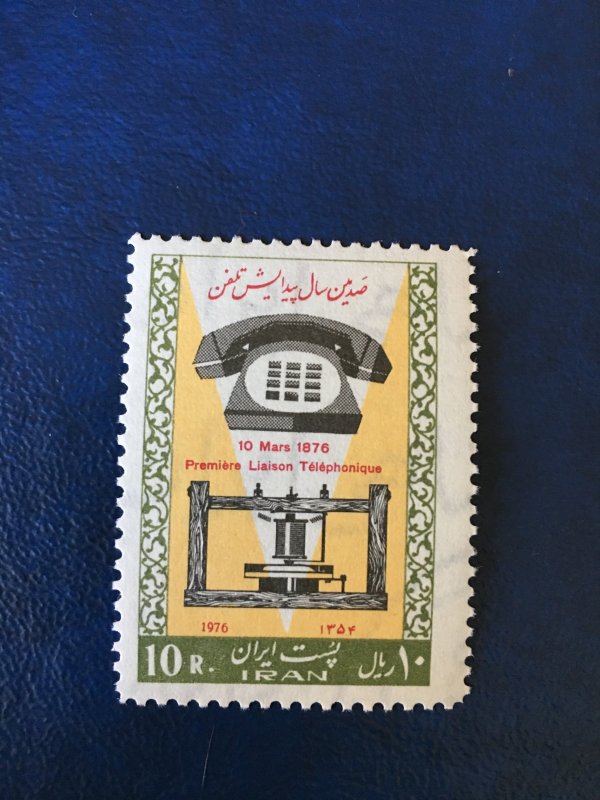 صدمین سال پیدایش تلفن
10 Mars 1876
Première Liaison Téléphonique
1976 ۱۳۵۴
10 R. پست ایران ۱۰ ریال
IRAN